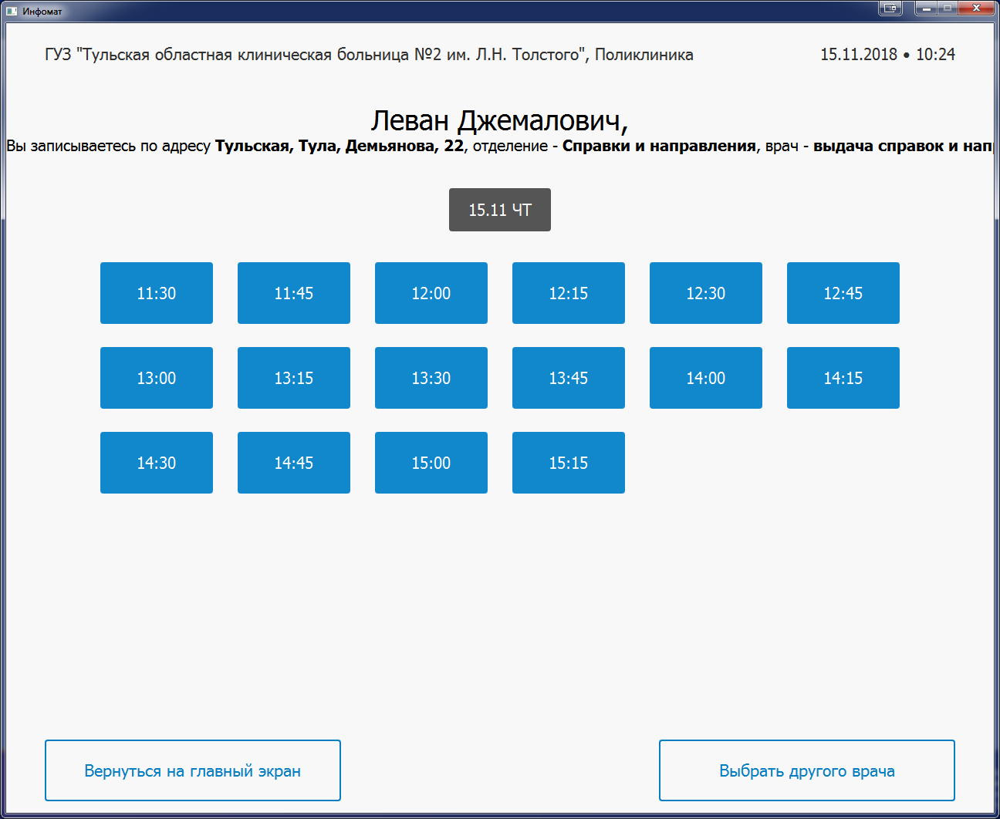 Инфомат
ГУЗ "Тульская областная клиническая больница №2 им. Л.Н. Толстого", Поликлиника 15.11.2018 • 10:24
Леван Джемалович,
Вы записываетесь по адресу Тульская, Тула, Демьянова, 22, отделение - Справки и направления, врач - выдача справок и нап
15.11 ЧТ
11:30 11:45 12:00 12:15 12:30 12:45
13:00 13:15 13:30 13:45 14:00 14:15
14:30 14:45 15:00 15:15
Вернуться на главный экран Выбрать другого врача